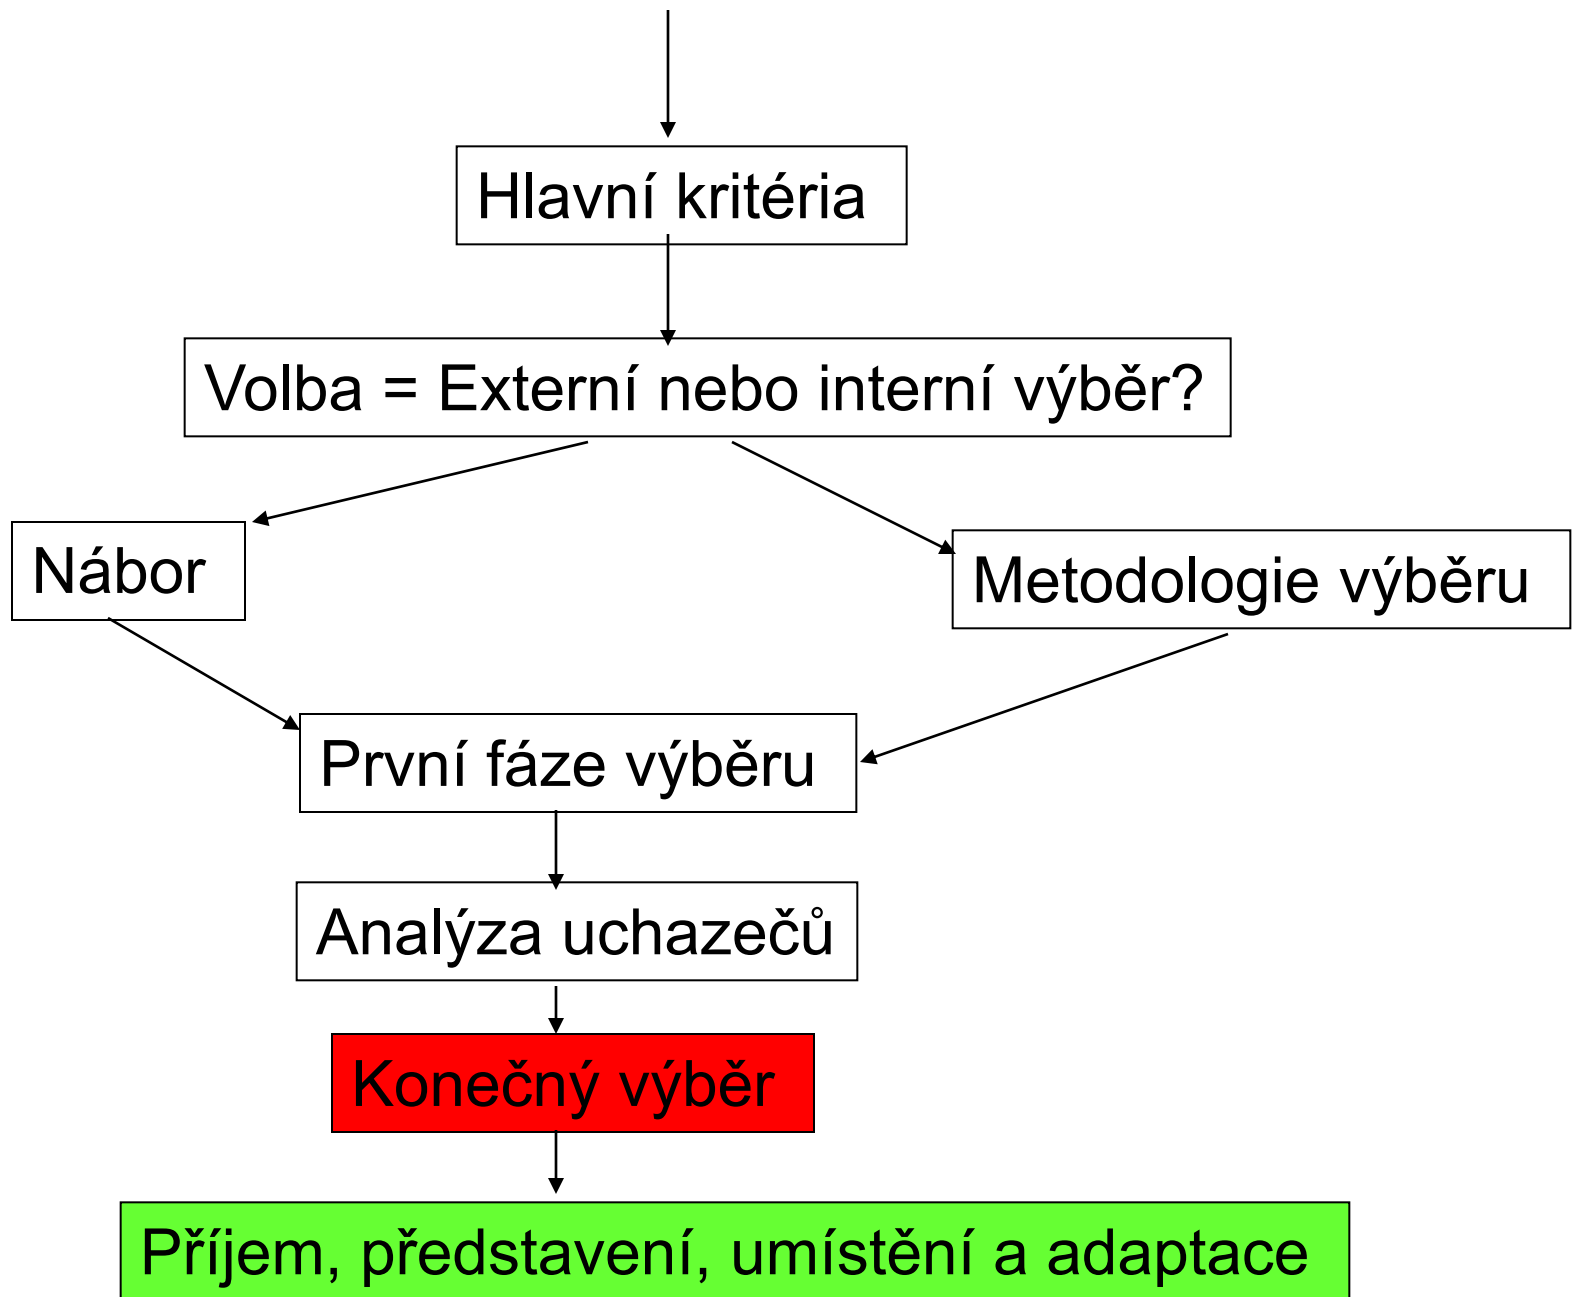 Hlavní kritéria
Volba = Externí nebo interní výběr?
Nábor
Metodologie výběru
První fáze výběru
Analýza uchazečů
Konečný výběr
Příjem, představení, umístění a adaptace